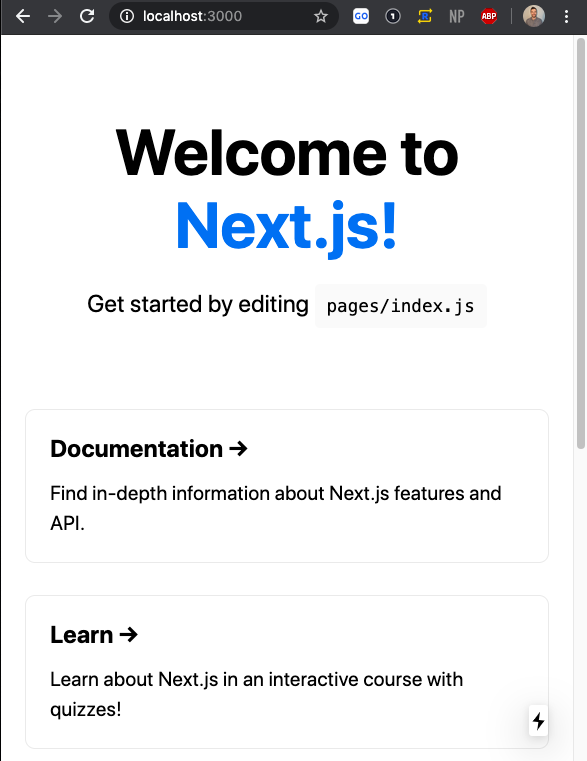 localhost:3000
GO
1
NP
ABP
Welcome to
Next.js!
Get started by editing pages/index.js
Documentation →
Find in-depth information about Next.js features and
API.
Learn →
Learn about Next.js in an interactive course with
quizzes!